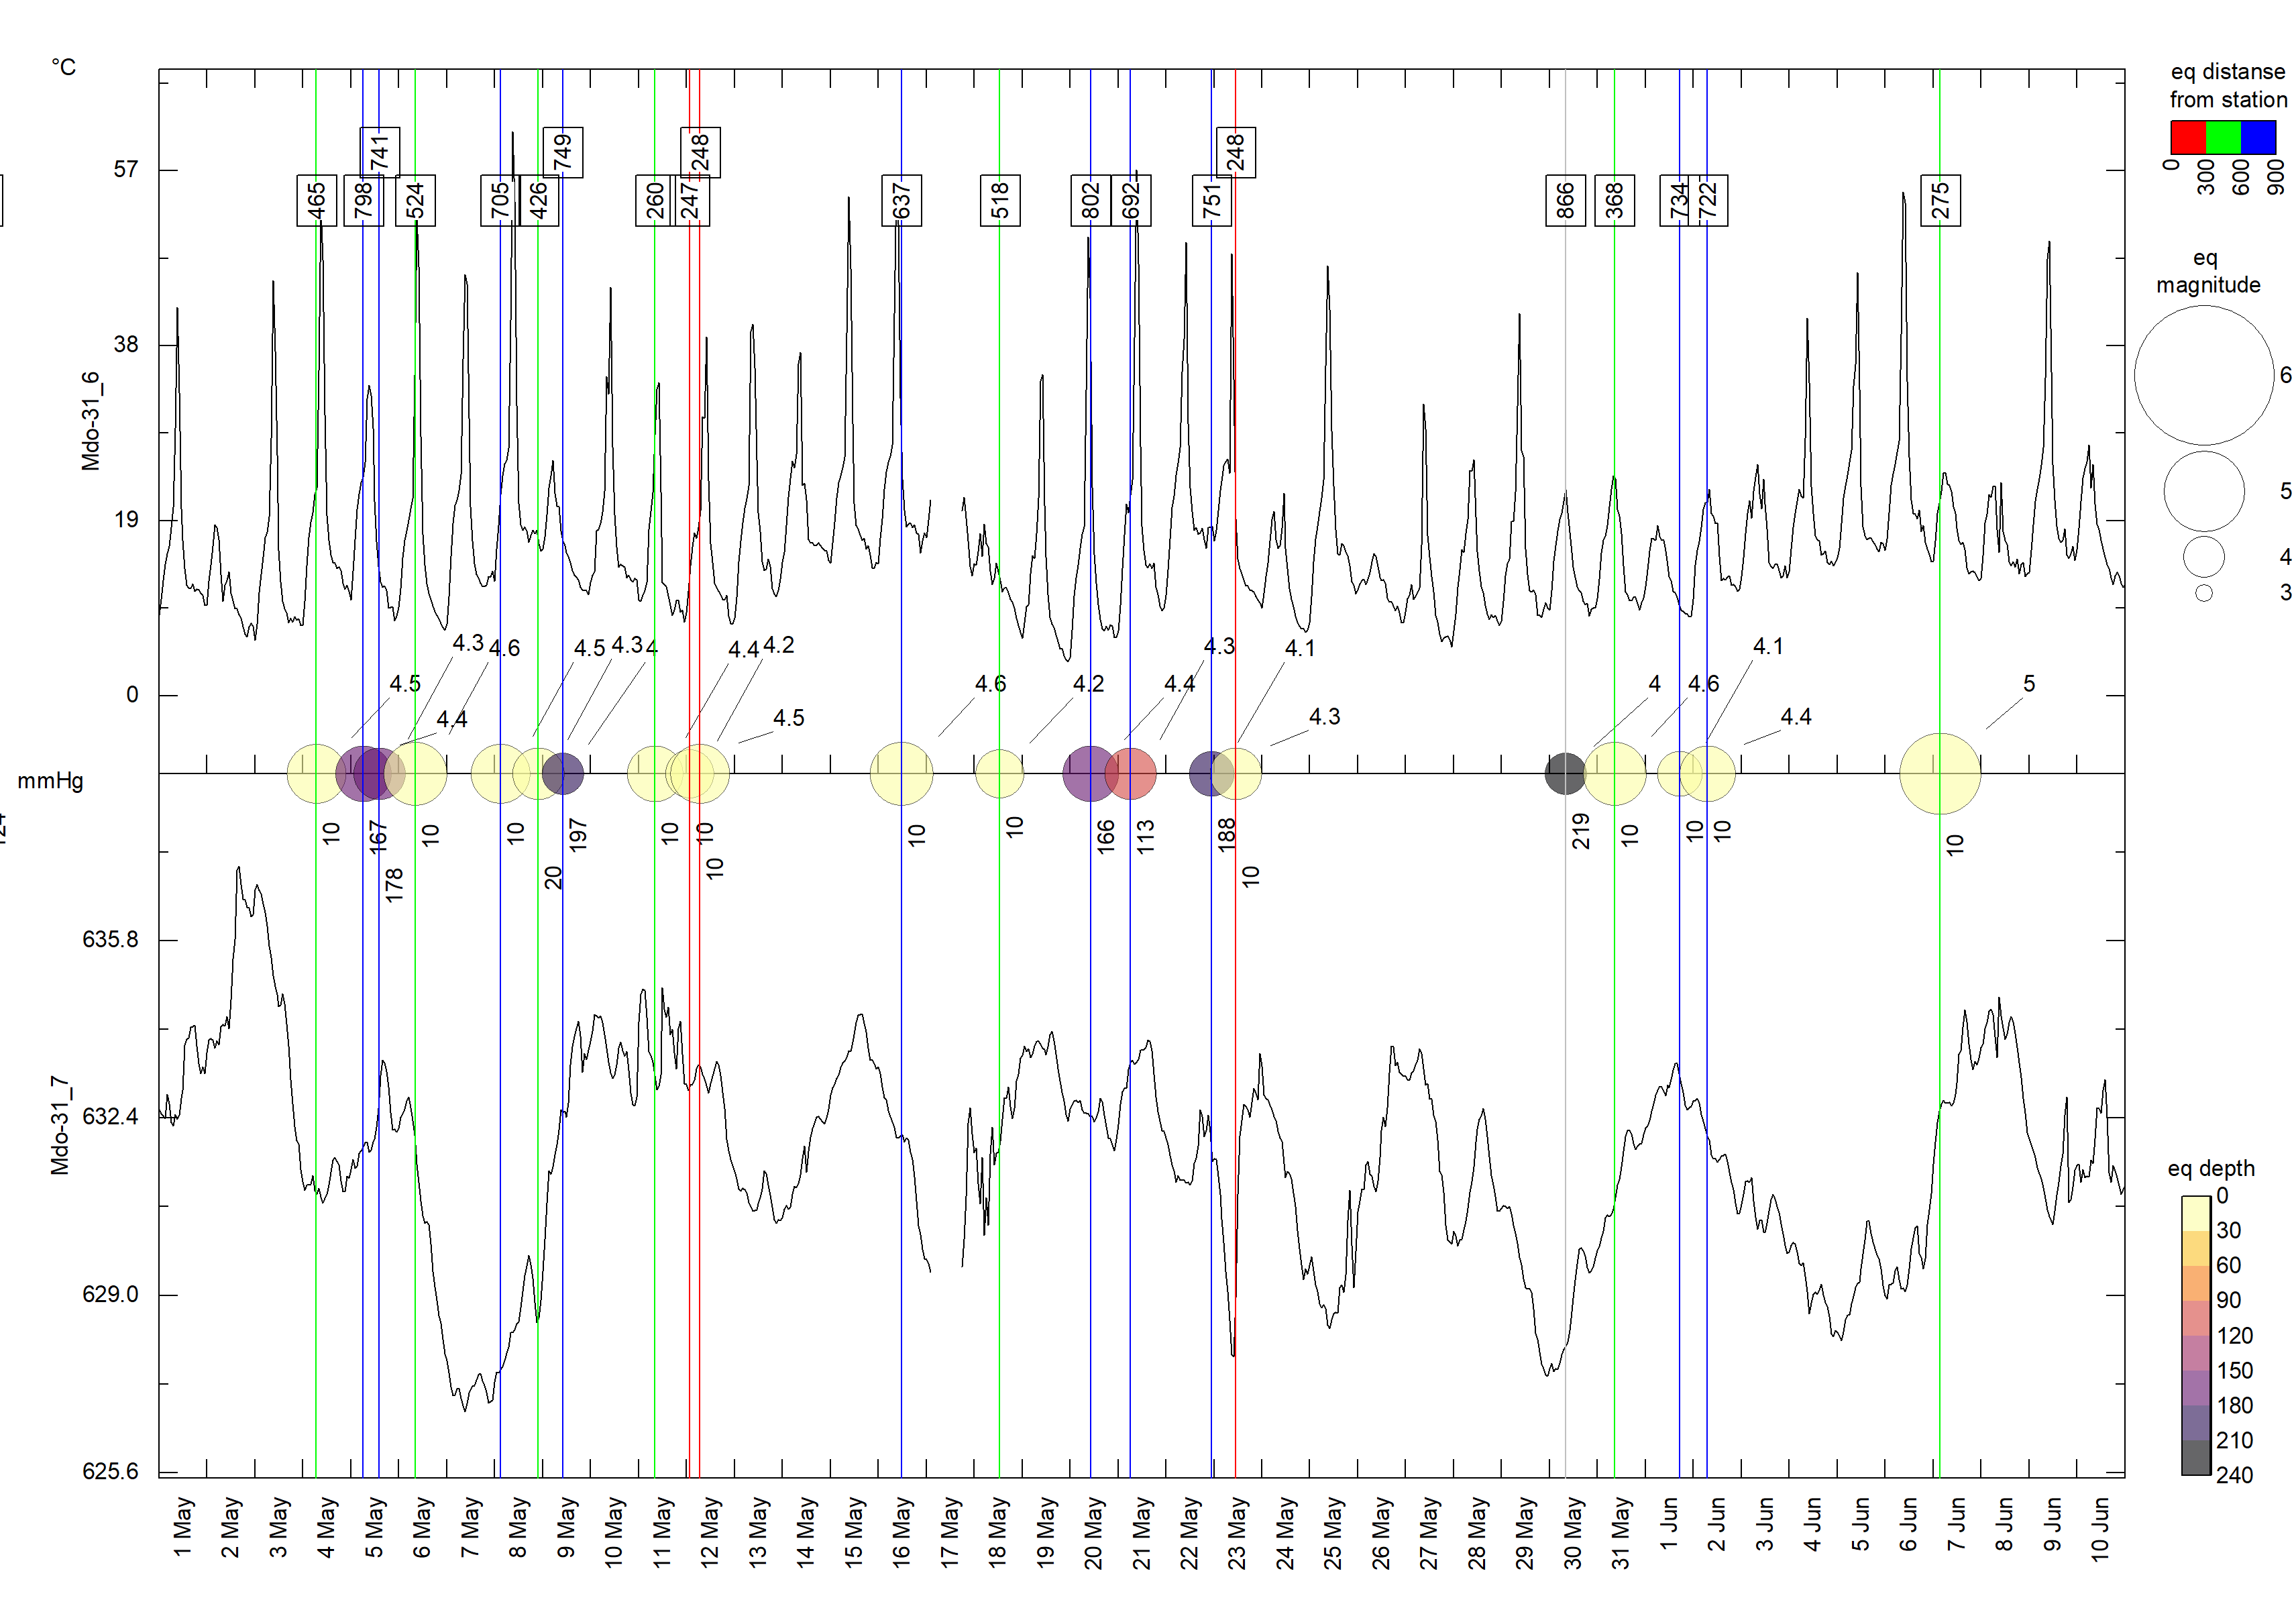 °C
eq distanse
from station
0
300
600
900
741
749
248
248
57
465
798
524
705
426
260
247
637
518
802
692
751
866
368
734
722
275
eq
magnitude
6
5
4
3
38
19
0
Mdo-31_6
4.3
4.6
4.5
4.3
4
4.4
4.2
4.3
4.1
4.1
4.5
4.4
4.6
4.2
4.4
4
4.6
5
4.5
4.3
4.4
mmHg
10
167
10
10
197
10
10
10
10
166
113
188
219
10
10
10
10
178
20
10
10
635.8
632.4
629.0
625.6
Mdo-31_7
eq depth
0
30
60
90
120
150
180
210
240
1 May
2 May
3 May
4 May
5 May
6 May
7 May
8 May
9 May
10 May
11 May
12 May
13 May
14 May
15 May
16 May
17 May
18 May
19 May
20 May
21 May
22 May
23 May
24 May
25 May
26 May
27 May
28 May
29 May
30 May
31 May
1 Jun
2 Jun
3 Jun
4 Jun
5 Jun
6 Jun
7 Jun
8 Jun
9 Jun
10 Jun